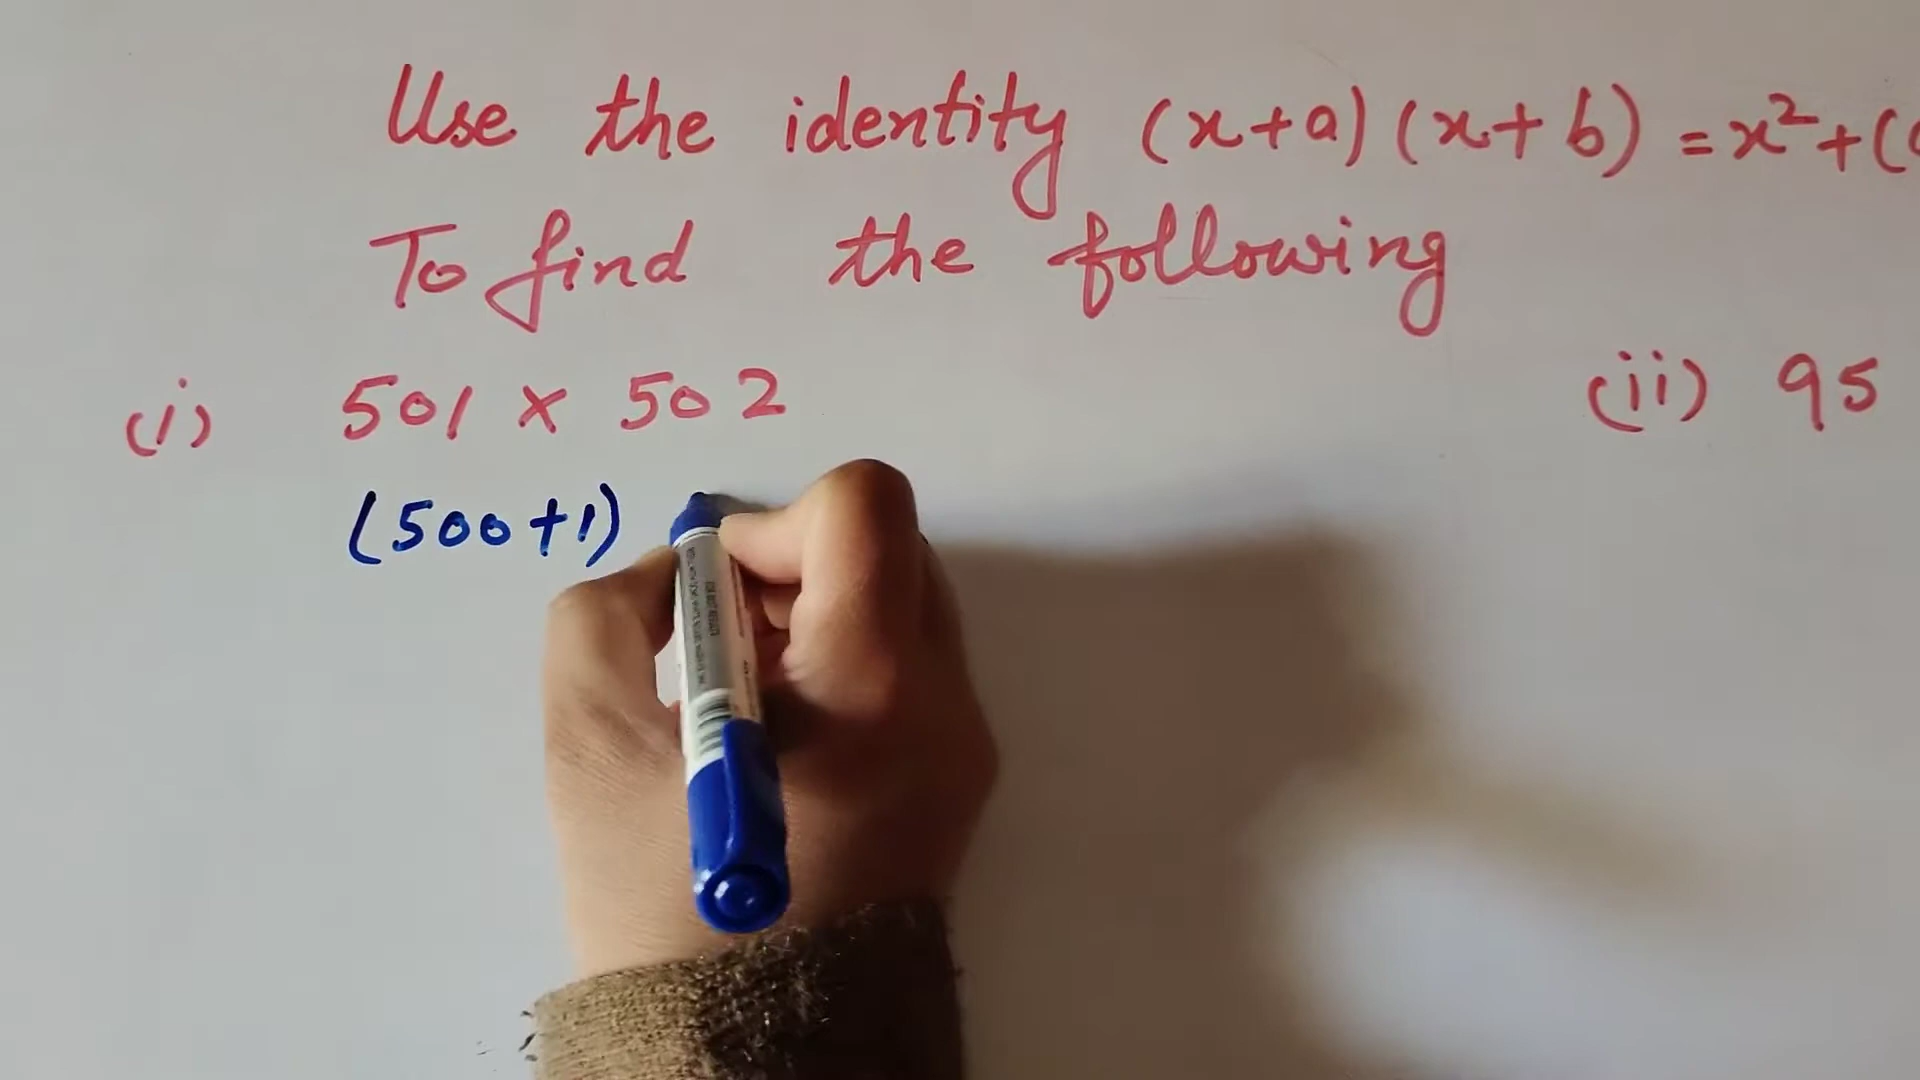 Use the identity (x+a)(x+b) = x²+(
To find the following
(i) 501 × 502
(ii) 95
(500+1)